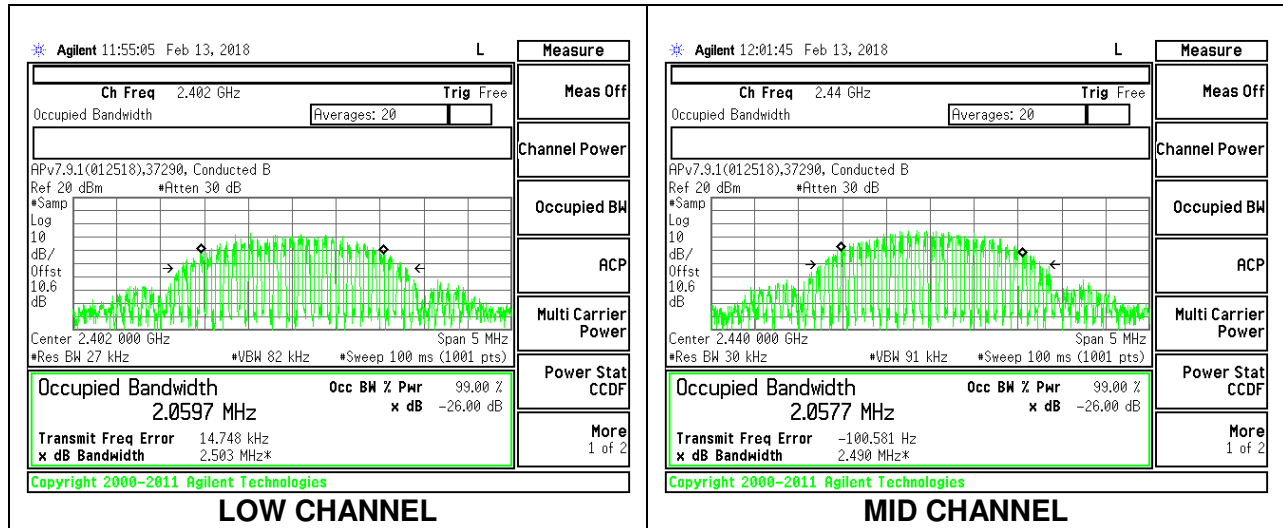 Agilent 11:55:05 Feb 13, 2018 L
Measure
Ch Freq 2.402 GHz Trig Free
Occupied Bandwidth Averages: 20
APv7.9.1(012518),37290, Conducted B
Ref 20 dBm #Atten 30 dB
#Samp
Log
10
dB/
Offst
10.6
dB
Center 2.402 000 GHz Span 5 MHz
#Res BW 27 kHz #VBW 82 kHz #Sweep 100 ms (1001 pts)
Occupied Bandwidth Occ BW % Pwr 99.00 %
2.0597 MHz x dB -26.00 dB
Transmit Freq Error 14.748 kHz
x dB Bandwidth 2.503 MHz*
Copyright 2000-2011 Agilent Technologies
Meas Off
Channel Power
Occupied BW
ACP
Multi Carrier
Power
Power Stat
CCDF
More
1 of 2
LOW CHANNEL
Agilent 12:01:45 Feb 13, 2018 L
Measure
Ch Freq 2.44 GHz Trig Free
Occupied Bandwidth Averages: 20
APv7.9.1(012518),37290, Conducted B
Ref 20 dBm #Atten 30 dB
#Samp
Log
10
dB/
Offst
10.6
dB
Center 2.440 000 GHz Span 5 MHz
#Res BW 30 kHz #VBW 91 kHz #Sweep 100 ms (1001 pts)
Occupied Bandwidth Occ BW % Pwr 99.00 %
2.0577 MHz x dB -26.00 dB
Transmit Freq Error -100.581 Hz
x dB Bandwidth 2.490 MHz*
Copyright 2000-2011 Agilent Technologies
Meas Off
Channel Power
Occupied BW
ACP
Multi Carrier
Power
Power Stat
CCDF
More
1 of 2
MID CHANNEL